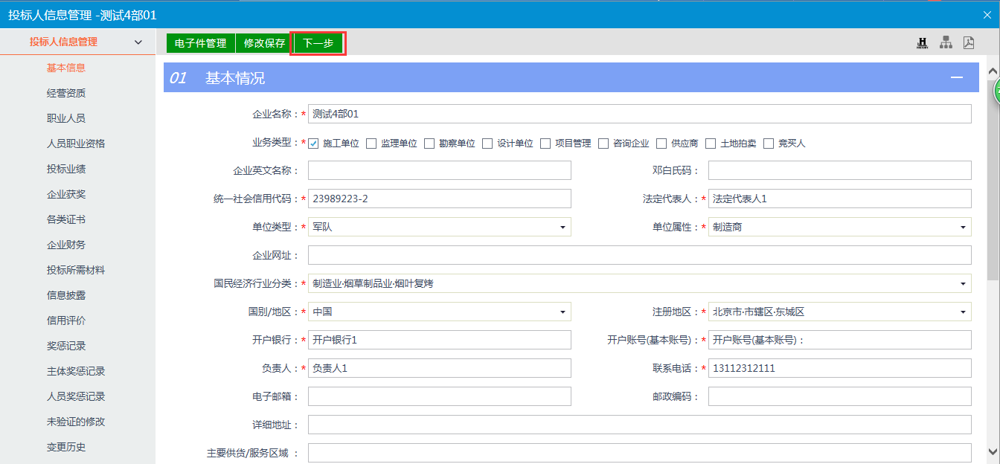 投标人信息管理 -测试4部01
投标人信息管理
基本信息
经营资质
职业人员
人员职业资格
投标业绩
企业获奖
各类证书
企业财务
投标所需材料
信息披露
信用评价
奖惩记录
主体奖惩记录
人员奖惩记录
未验证的修改
变更历史
电子件管理 修改保存 下一步
01 基本情况
企业名称：* 测试4部01
业务类型：* 施工单位 监理单位 勘察单位 设计单位 项目管理 咨询企业 供应商 土地拍卖 竞买人
企业英文名称： 邓白氏码：
统一社会信用代码：* 23989223-2 法定代表人：* 法定代表人1
单位类型：* 军队 单位属性：* 制造商
企业网址：
国民经济行业分类：* 制造业·烟草制品业·烟叶复烤
国别/地区：* 中国 注册地区：* 北京市·市辖区·东城区
开户银行：* 开户银行1 开户账号(基本账号)：* 开户账号(基本账号)：
负责人：* 负责人1 联系电话：* 13112312111
电子邮箱： 邮政编码：
详细地址：
主要供货/服务区域 ：